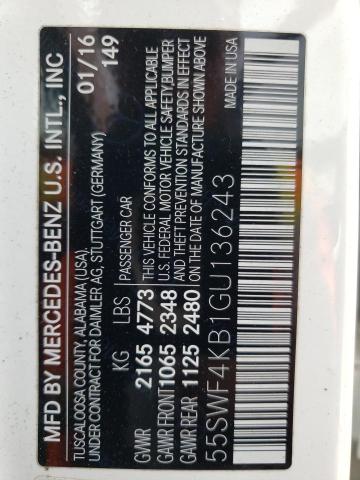 MFD BY MERCEDES-BENZ U.S. INTL., INC
TUSCALOOSA COUNTY, ALABAMA (USA), 01/16
UNDER CONTRACT FOR DAIMLER AG, STUTTGART (GERMANY) 149
KG LBS PASSENGER CAR
GVWR 2165 4773 THIS VEHICLE CONFORMS TO ALL APPLICABLE
GAWR FRONT 1065 2348 U.S. FEDERAL MOTOR VEHICLE SAFETY,BUMPER
GAWR REAR 1125 2480 AND THEFT PREVENTION STANDARDS IN EFFECT
ON THE DATE OF MANUFACTURE SHOWN ABOVE
55SWF4KB1GU136243 MADE IN USA